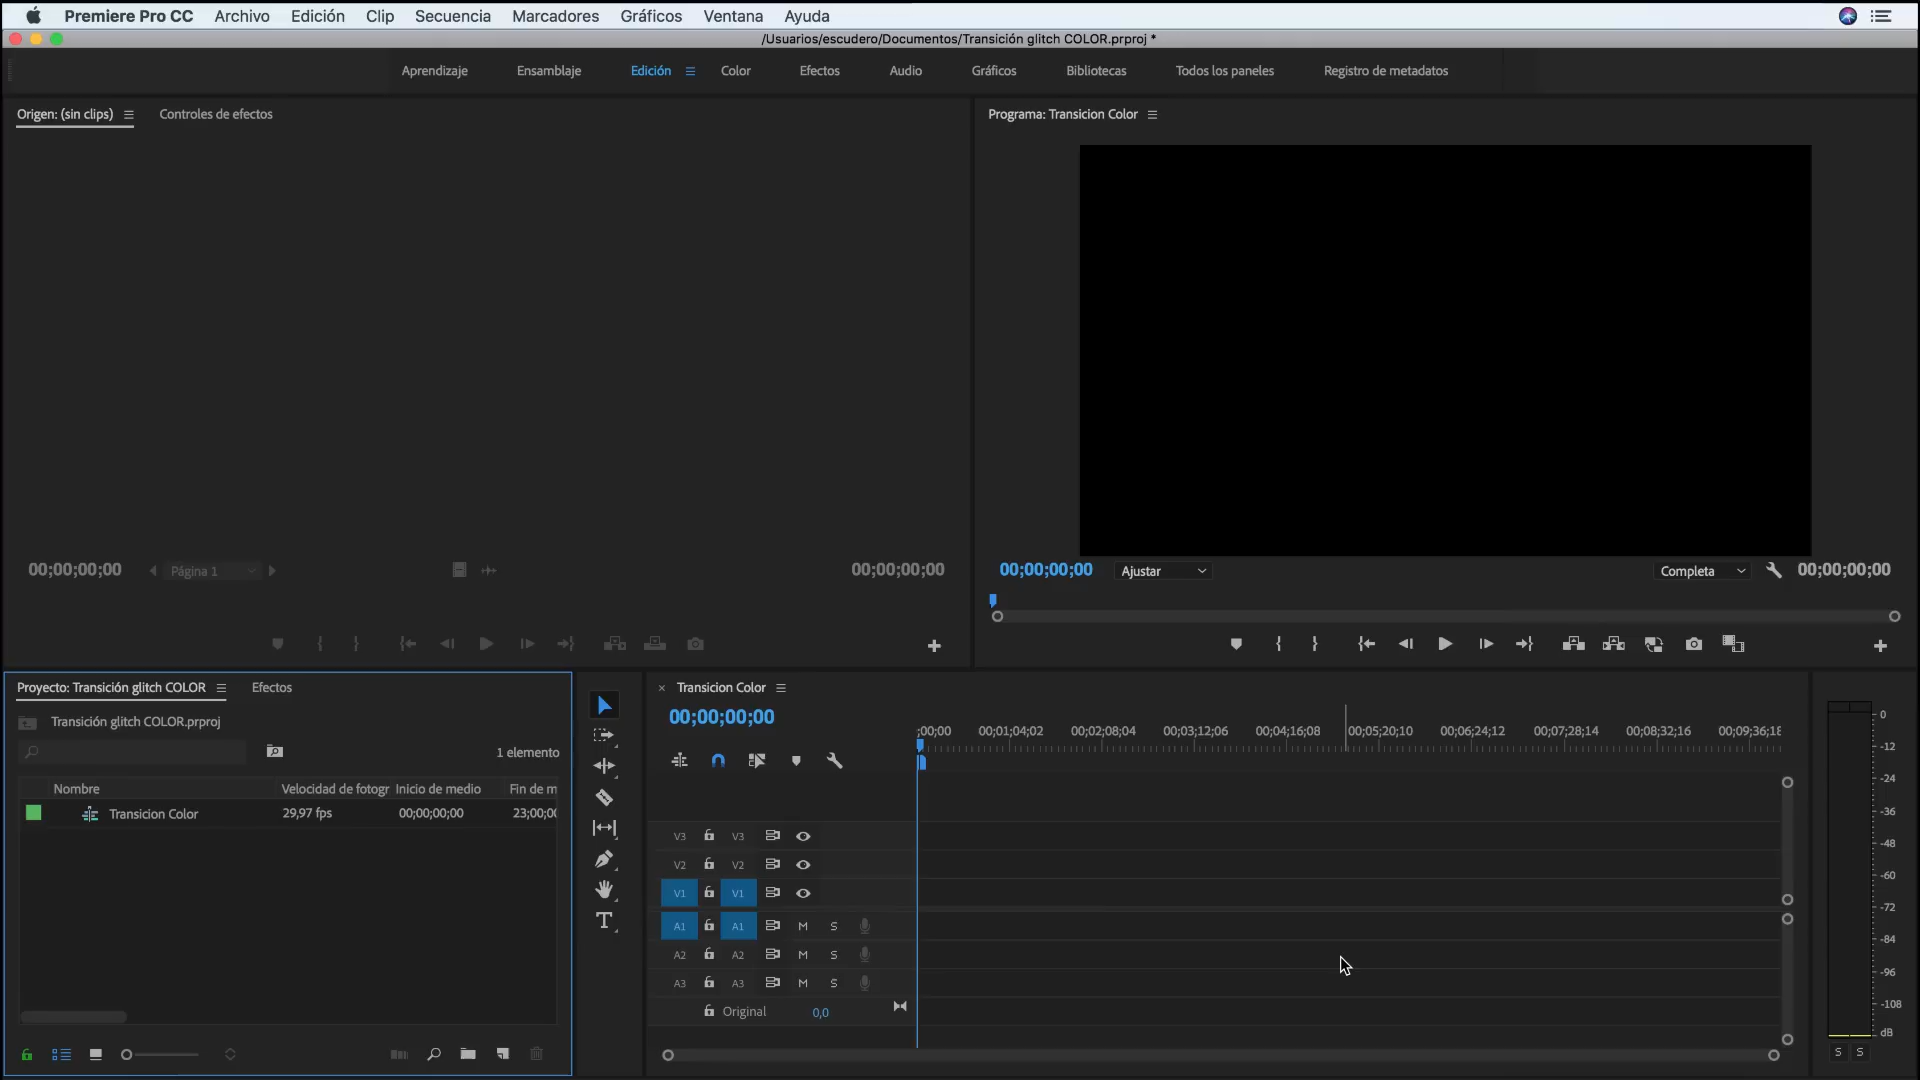 Premiere Pro CC Archivo Edición Clip Secuencia Marcadores Gráficos Ventana Ayuda
/Usuarios/escudero/Documentos/Transición glitch COLOR.prproj *
Aprendizaje Ensamblaje Edición Color Efectos Audio Gráficos Bibliotecas Todos los paneles Registro de metadatos
Origen: (sin clips) Controles de efectos
Programa: Transicion Color
00;00;00;00 Página 1 00;00;00;00
00;00;00;00 Ajustar Completa 00;00;00;00
Proyecto: Transición glitch COLOR Efectos
Transición glitch COLOR.prproj
1 elemento
Nombre Velocidad de fotogr Inicio de medio Fin de m
Transicion Color 29,97 fps 00;00;00;00 23;00;00
× Transicion Color
00;00;00;00
;00;00 00;01;04;02 00;02;08;04 00;03;12;06 00;04;16;08 00;05;20;10 00;06;24;12 00;07;28;14 00;08;32;16 00;09;36;18
V3 V3
V2 V2
V1 V1
A1 A1 M S
A2 A2 M S
A3 A3 M S
Original 0,0
0
-12
-24
-36
-48
-60
-72
-84
-96
-108
dB
S S